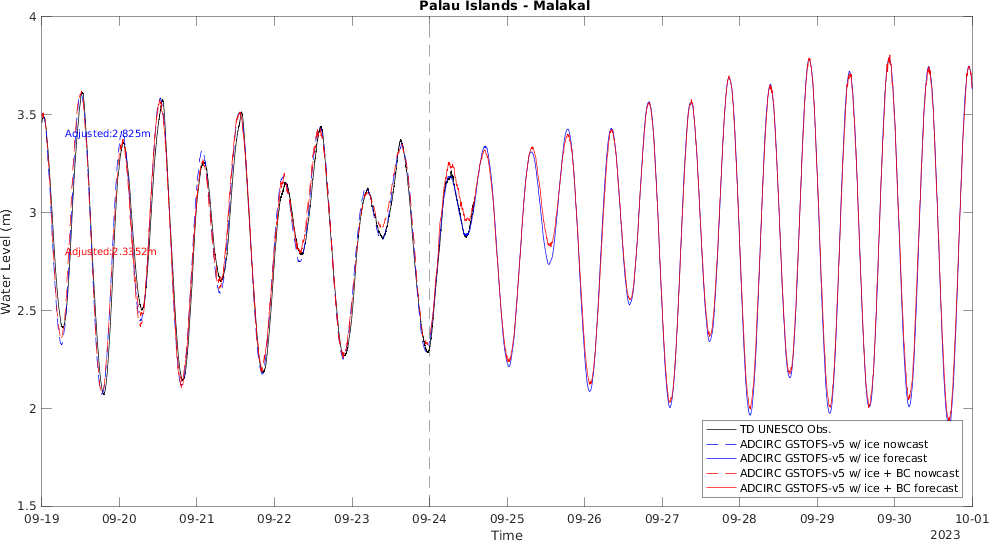 Palau Islands - Malakal
4
3.5
3
2.5
2
1.5
Water Level (m)
Adjusted:2.825m
Adjusted:2.3352m
TD UNESCO Obs.
ADCIRC GSTOFS-v5 w/ ice nowcast
ADCIRC GSTOFS-v5 w/ ice forecast
ADCIRC GSTOFS-v5 w/ ice + BC nowcast
ADCIRC GSTOFS-v5 w/ ice + BC forecast
09-19 09-20 09-21 09-22 09-23 09-24 09-25 09-26 09-27 09-28 09-29 09-30 10-01
Time
2023